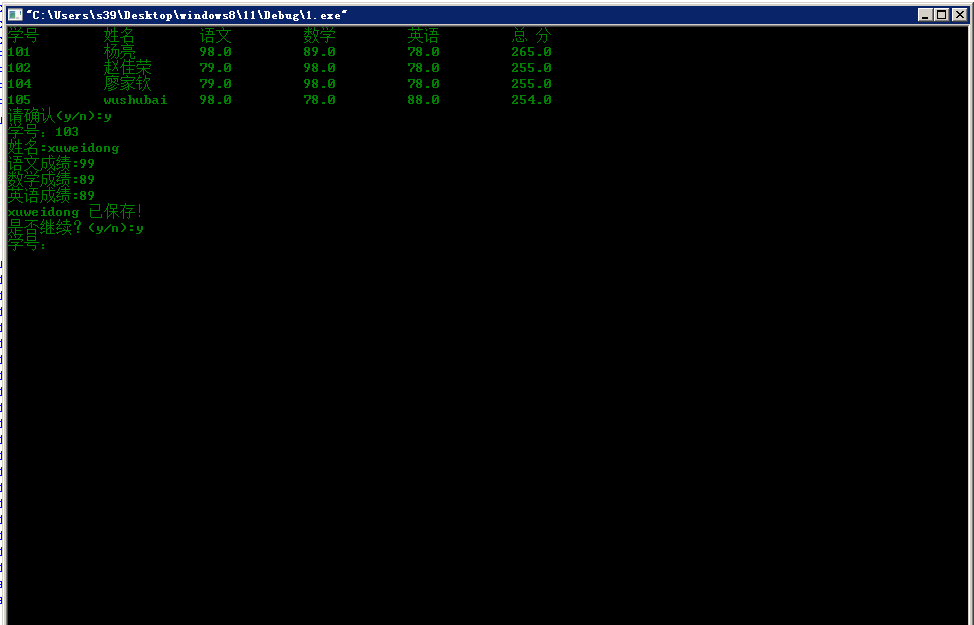 "C:\Users\s39\Desktop\windows8\11\Debug\1.exe"
学号 姓名 语文 数学 英语 总 分
101 杨亮 98.0 89.0 78.0 265.0
102 赵佳荣 79.0 98.0 78.0 255.0
104 廖家钦 79.0 98.0 78.0 255.0
105 wushubai 98.0 78.0 88.0 254.0
请确认(y/n):y
学号：103
姓名:xuweidong
语文成绩:99
数学成绩:89
英语成绩:89
xuweidong 已保存!
是否继续？(y/n):y
学号：